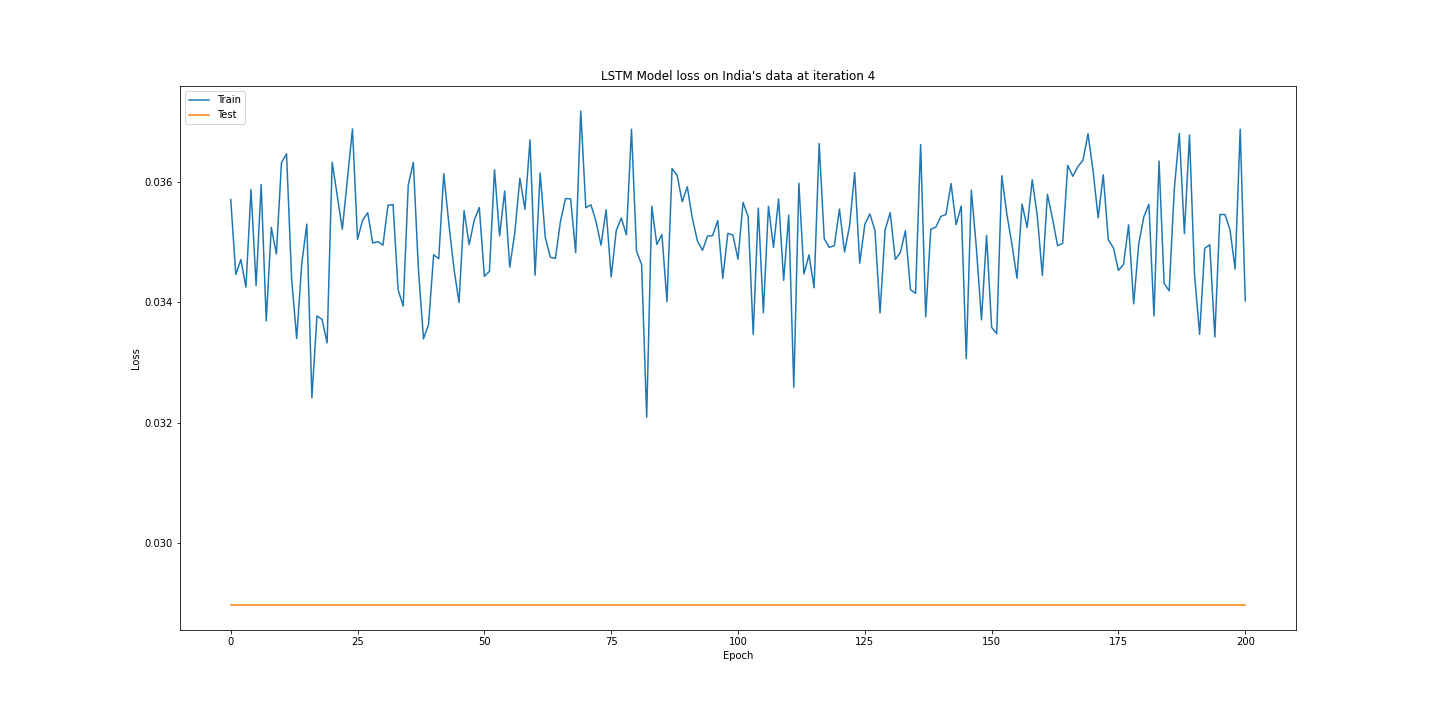 LSTM Model loss on India's data at iteration 4
Train
Test
0.036
0.034
0.032
0.030
Loss
0 25 50 75 100 125 150 175 200
Epoch